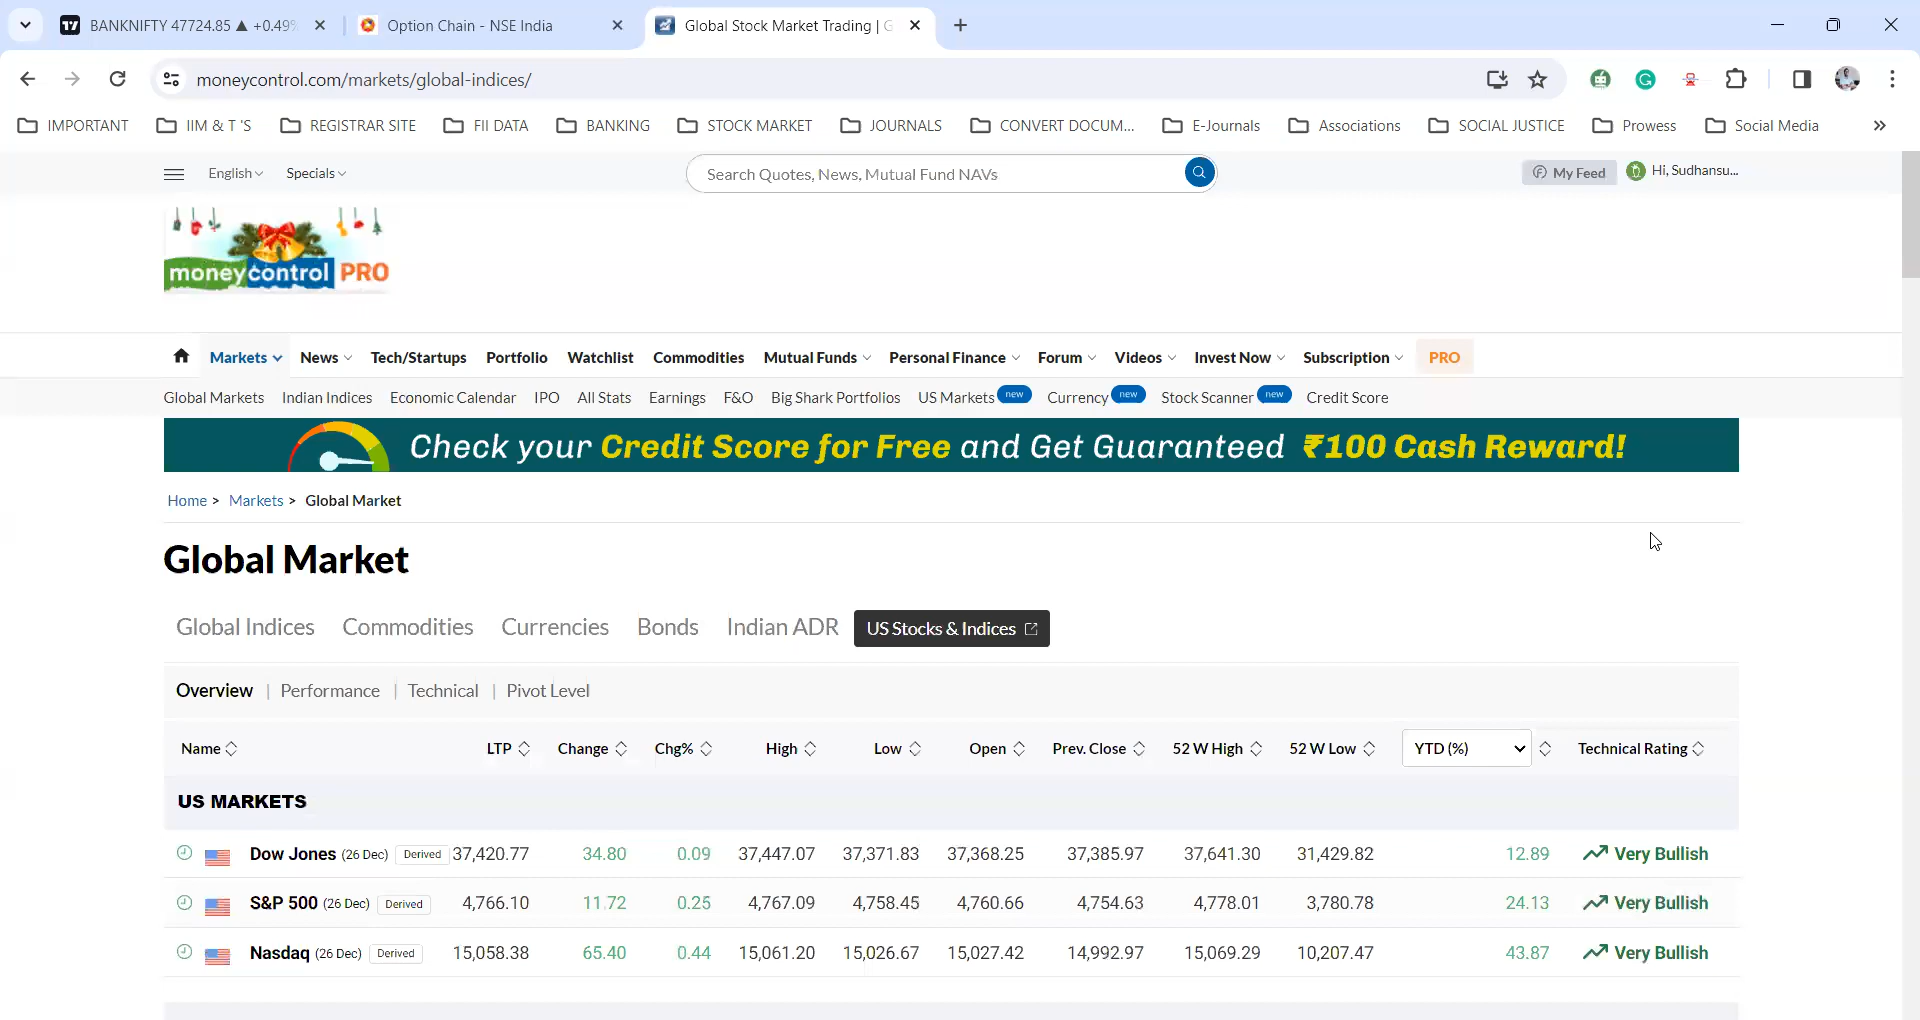 BANKNIFTY 47724.85 ▲ +0.49%
Option Chain - NSE India
Global Stock Market Trading | G
moneycontrol.com/markets/global-indices/
IMPORTANT
IIM & T 'S
REGISTRAR SITE
FII DATA
BANKING
STOCK MARKET
JOURNALS
CONVERT DOCUM...
E-Journals
Associations
SOCIAL JUSTICE
Prowess
Social Media
English
Specials
Search Quotes, News, Mutual Fund NAVs
My Feed
Hi, Sudhansu...
moneycontrol PRO
Markets
News
Tech/Startups
Portfolio
Watchlist
Commodities
Mutual Funds
Personal Finance
Forum
Videos
Invest Now
Subscription
PRO
Global Markets
Indian Indices
Economic Calendar
IPO
All Stats
Earnings
F&O
Big Shark Portfolios
US Markets new
Currency new
Stock Scanner new
Credit Score
Check your Credit Score for Free and Get Guaranteed ₹100 Cash Reward!
Home > Markets > Global Market
Global Market
Global Indices
Commodities
Currencies
Bonds
Indian ADR
US Stocks & Indices
Overview | Performance | Technical | Pivot Level
Name LTP Change Chg% High Low Open Prev. Close 52 W High 52 W Low YTD (%) Technical Rating
US MARKETS
Dow Jones (26 Dec) Derived 37,420.77 34.80 0.09 37,447.07 37,371.83 37,368.25 37,385.97 37,641.30 31,429.82 12.89 Very Bullish
S&P 500 (26 Dec) Derived 4,766.10 11.72 0.25 4,767.09 4,758.45 4,760.66 4,754.63 4,778.01 3,780.78 24.13 Very Bullish
Nasdaq (26 Dec) Derived 15,058.38 65.40 0.44 15,061.20 15,026.67 15,027.42 14,992.97 15,069.29 10,207.47 43.87 Very Bullish